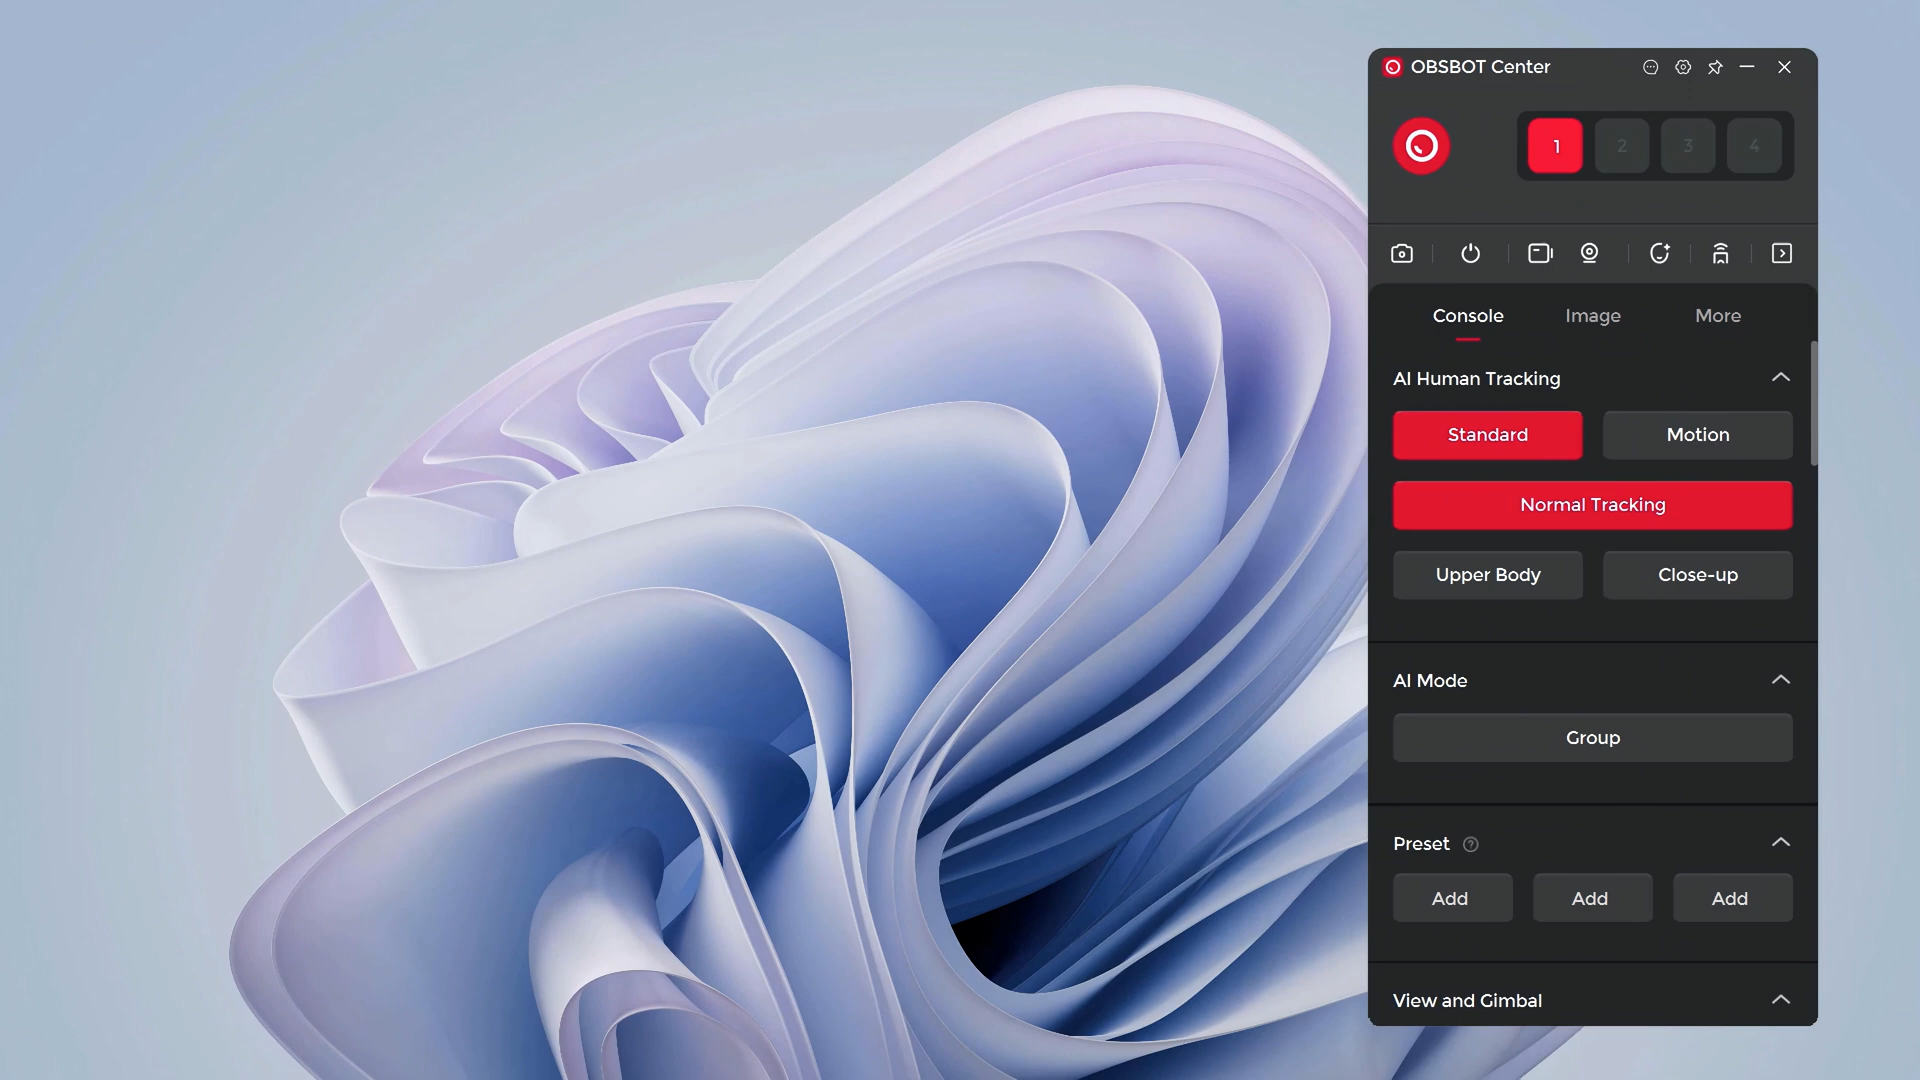 OBSBOT Center
1 2 3 4
Console Image More
AI Human Tracking
Standard Motion
Normal Tracking
Upper Body Close-up
AI Mode
Group
Preset ?
Add Add Add
View and Gimbal